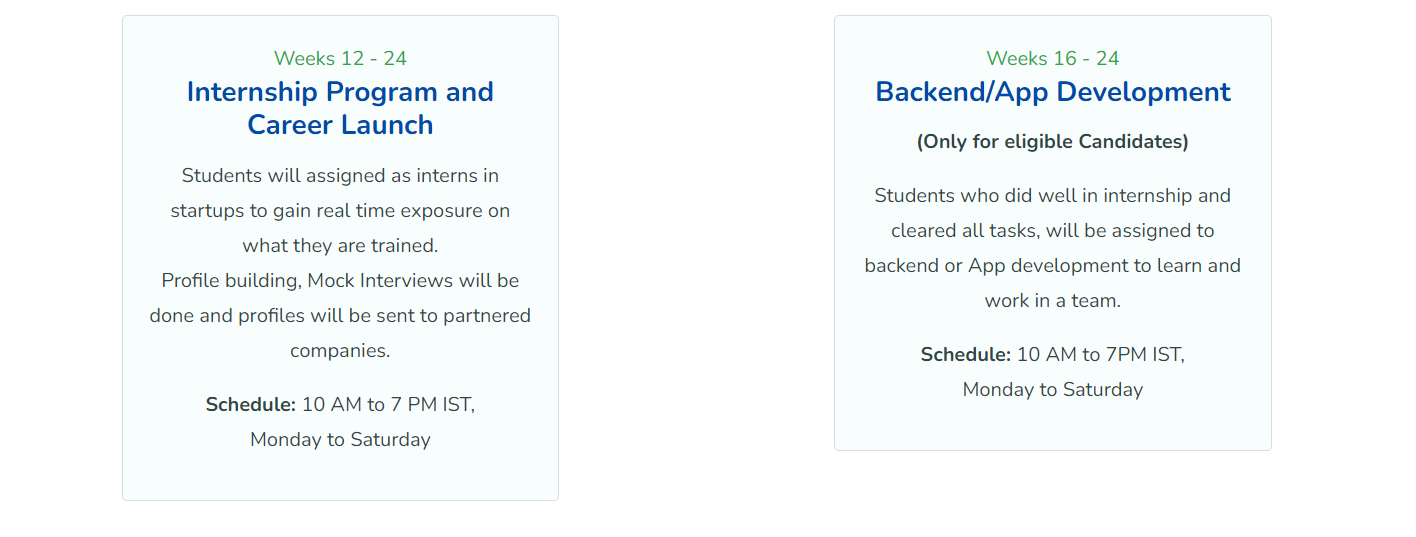 Weeks 12 - 24
Internship Program and
Career Launch
Students will assigned as interns in
startups to gain real time exposure on
what they are trained.
Profile building, Mock Interviews will be
done and profiles will be sent to partnered
companies.
Schedule: 10 AM to 7 PM IST,
Monday to Saturday
Weeks 16 - 24
Backend/App Development
(Only for eligible Candidates)
Students who did well in internship and
cleared all tasks, will be assigned to
backend or App development to learn and
work in a team.
Schedule: 10 AM to 7PM IST,
Monday to Saturday